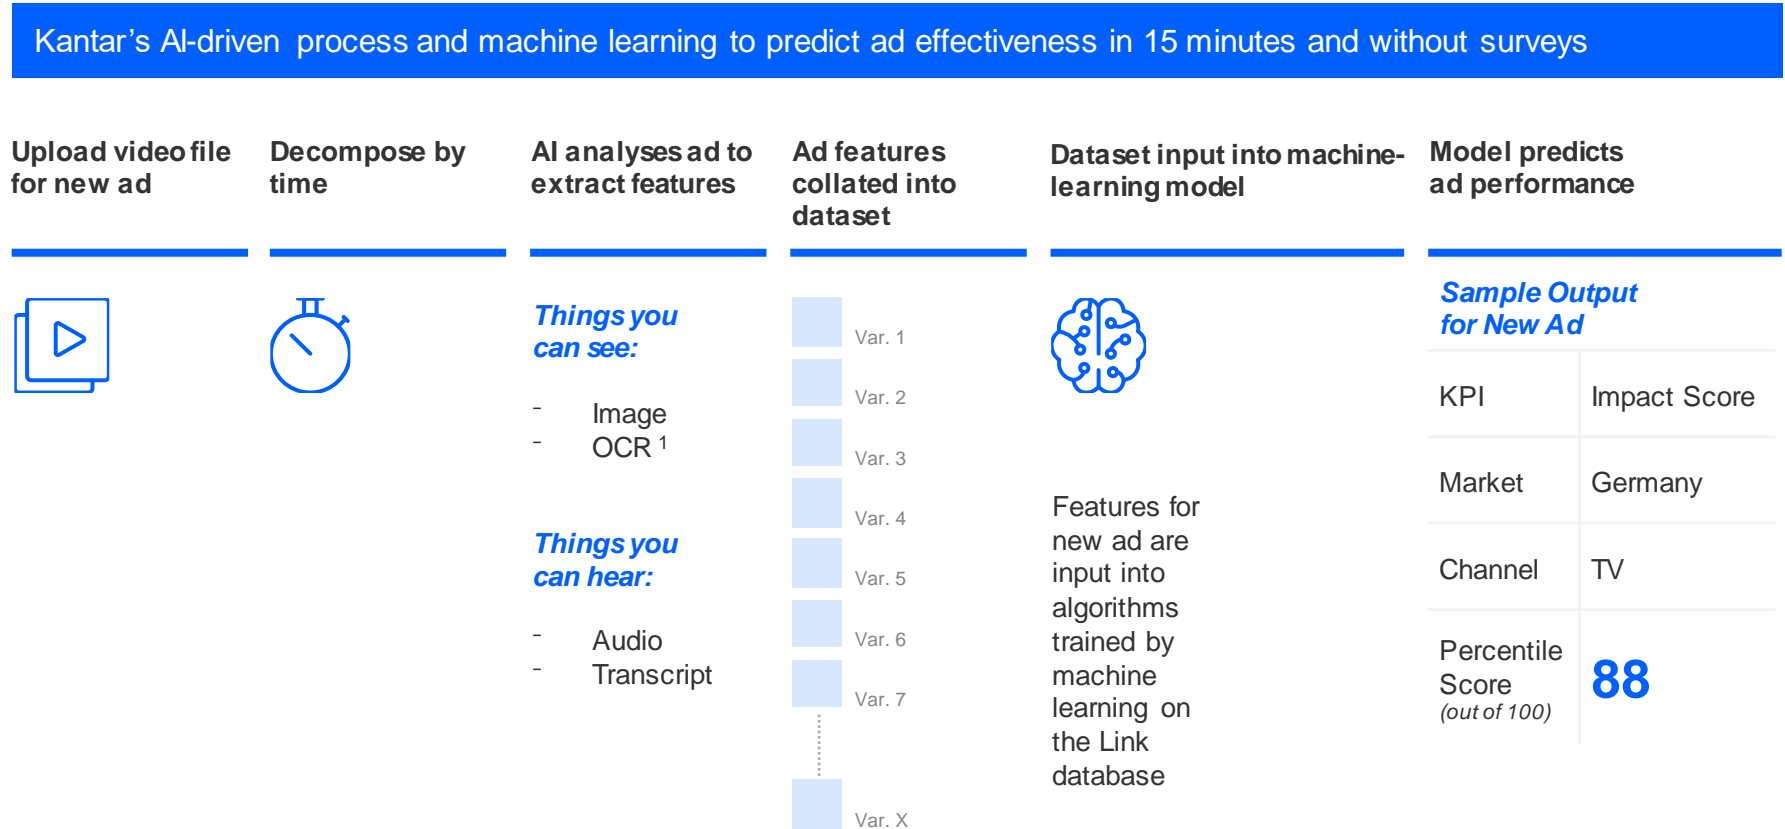 Kantar’s AI-driven process and machine learning to predict ad effectiveness in 15 minutes and without surveys
Upload video file
for new ad
Decompose by
time
AI analyses ad to
extract features
Things you
can see:
- Image
- OCR 1
Things you
can hear:
- Audio
- Transcript
Ad features
collated into
dataset
Var. 1
Var. 2
Var. 3
Var. 4
Var. 5
Var. 6
Var. 7
Var. X
Dataset input into machine-
learning model
Features for
new ad are
input into
algorithms
trained by
machine
learning on
the Link
database
Model predicts
ad performance
Sample Output
for New Ad
KPI Impact Score
Market Germany
Channel TV
Percentile
Score
(out of 100)
88